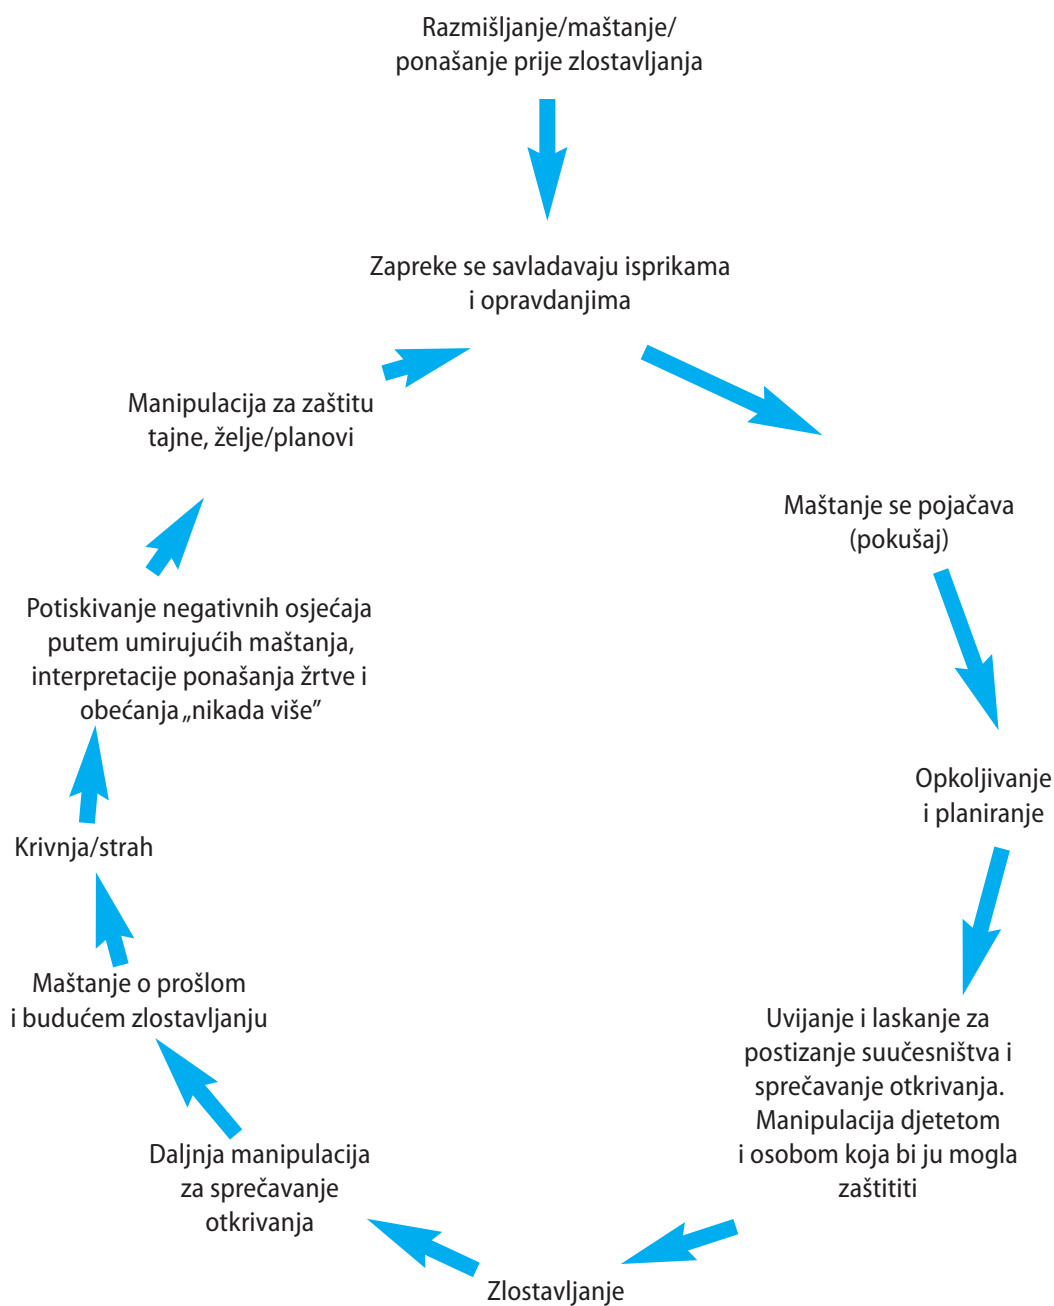 Razmišljanje/maštanje/
ponašanje prije zlostavljanja
Zapreke se savladavaju isprikama
i opravdanjima
Maštanje se pojačava
(pokušaj)
Opkoljivanje
i planiranje
Uvijanje i laskanje za
postizanje suučesništva i
sprečavanje otkrivanja.
Manipulacija djetetom
i osobom koja bi ju mogla
zaštititi
Zlostavljanje
Daljnja manipulacija
za sprečavanje
otkrivanja
Maštanje o prošlom
i budućem zlostavljanju
Krivnja/strah
Potiskivanje negativnih osjećaja
putem umirujućih maštanja,
interpretacije ponašanja žrtve i
obećanja „nikada više”
Manipulacija za zaštitu
tajne, želje/planovi